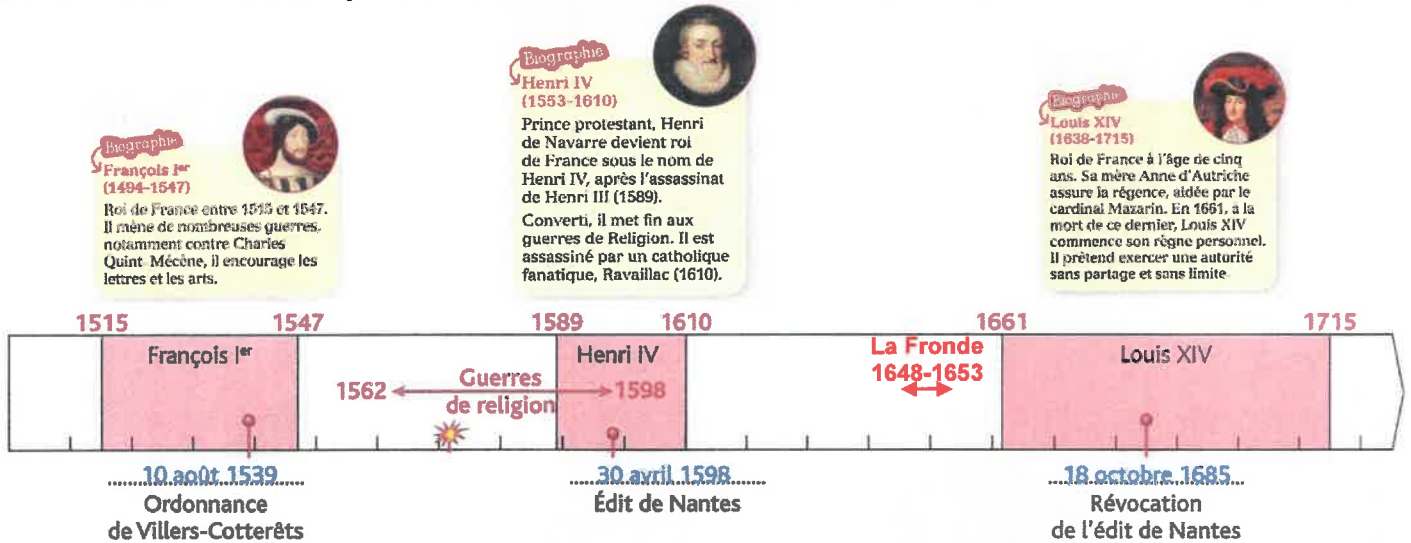 Biographie
François Ier
(1494-1547)
Roi de France entre 1515 et 1547.
Il mène de nombreuses guerres,
notamment contre Charles
Quint. Mécène, il encourage les
lettres et les arts.
Biographie
Henri IV
(1553-1610)
Prince protestant, Henri
de Navarre devient roi
de France sous le nom de
Henri IV, après l'assassinat
de Henri III (1589).
Converti, il met fin aux
guerres de Religion. Il est
assassiné par un catholique
fanatique, Ravaillac (1610).
Biographie
Louis XIV
(1638-1715)
Roi de France à l'âge de cinq
ans. Sa mère Anne d'Autriche
assure la régence, aidée par le
cardinal Mazarin. En 1661, à la
mort de ce dernier, Louis XIV
commence son règne personnel.
Il prétend exercer une autorité
sans partage et sans limite
1515 1547 1589 1610 1661 1715
François Ier
Henri IV
Louis XIV
1562 Guerres de religion 1598
La Fronde
1648-1653
10 août 1539
Ordonnance
de Villers-Cotterêts
30 avril 1598
Édit de Nantes
18 octobre 1685
Révocation
de l'édit de Nantes